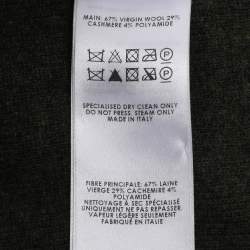 MAIN: 67% VIRGIN WOOL 29%
CASHMERE 4% POLYAMIDE
P
P
SPECIALISED DRY CLEAN ONLY
DO NOT PRESS. STEAM ONLY
MADE IN ITALY
FIBRE PRINCIPALE: 67% LAINE
VIERGE 29% CACHEMIRE 4%
POLYAMIDE
NETTOYAGE À SEC SPÉCIALISÉ
UNIQUEMENT NE PAS REPASSER.
VAPEUR LÉGÈRE SEULEMENT
FABRIQUÉ EN ITALIE